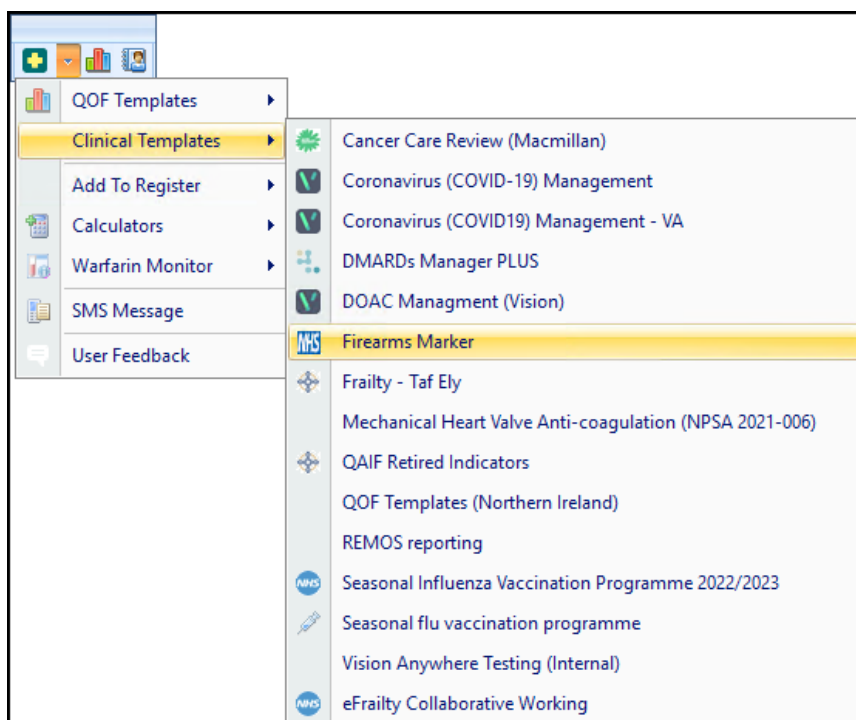 QOF Templates
Clinical Templates
Add To Register
Calculators
Warfarin Monitor
SMS Message
User Feedback
Cancer Care Review (Macmillan)
Coronavirus (COVID-19) Management
Coronavirus (COVID19) Management - VA
DMARDs Manager PLUS
DOAC Managment (Vision)
NHS Firearms Marker
Frailty - Taf Ely
Mechanical Heart Valve Anti-coagulation (NPSA 2021-006)
QAIF Retired Indicators
QOF Templates (Northern Ireland)
REMOS reporting
NHS Seasonal Influenza Vaccination Programme 2022/2023
Seasonal flu vaccination programme
Vision Anywhere Testing (Internal)
NHS eFrailty Collaborative Working